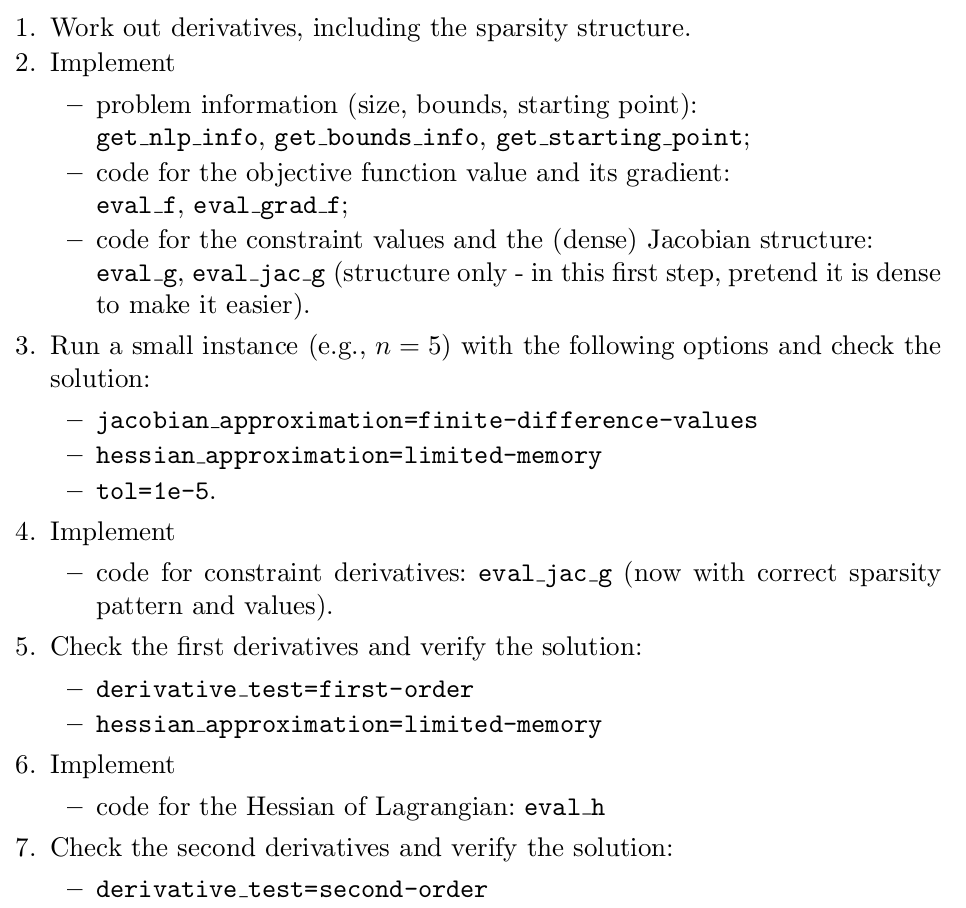 1. Work out derivatives, including the sparsity structure.
2. Implement
– problem information (size, bounds, starting point):
get_nlp_info, get_bounds_info, get_starting_point;
– code for the objective function value and its gradient:
eval_f, eval_grad_f;
– code for the constraint values and the (dense) Jacobian structure:
eval_g, eval_jac_g (structure only - in this first step, pretend it is dense
to make it easier).
3. Run a small instance (e.g., n = 5) with the following options and check the
solution:
– jacobian_approximation=finite-difference-values
– hessian_approximation=limited-memory
– tol=1e-5.
4. Implement
– code for constraint derivatives: eval_jac_g (now with correct sparsity
pattern and values).
5. Check the first derivatives and verify the solution:
– derivative_test=first-order
– hessian_approximation=limited-memory
6. Implement
– code for the Hessian of Lagrangian: eval_h
7. Check the second derivatives and verify the solution:
– derivative_test=second-order